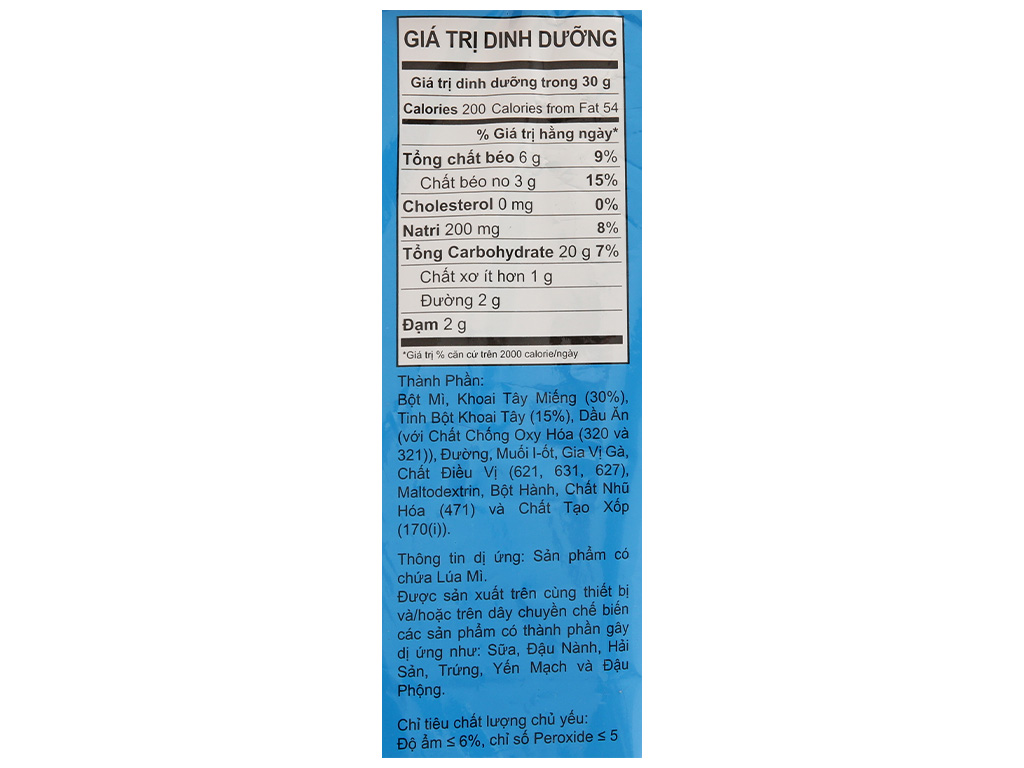 GIÁ TRỊ DINH DƯỠNG
Giá trị dinh dưỡng trong 30 g
Calories 200 Calories from Fat 54
% Giá trị hằng ngày*
Tổng chất béo 6 g 9%
Chất béo no 3 g 15%
Cholesterol 0 mg 0%
Natri 200 mg 8%
Tổng Carbohydrate 20 g 7%
Chất xơ ít hơn 1 g
Đường 2 g
Đạm 2 g
*Giá trị % căn cứ trên 2000 calorie/ngày
Thành Phần:
Bột Mì, Khoai Tây Miếng (30%),
Tinh Bột Khoai Tây (15%), Dầu Ăn
(với Chất Chống Oxy Hóa (320 và
321)), Đường, Muối I-ốt, Gia Vị Gà,
Chất Điều Vị (621, 631, 627),
Maltodextrin, Bột Hành, Chất Nhũ
Hóa (471) và Chất Tạo Xốp
(170(i)).
Thông tin dị ứng: Sản phẩm có
chứa Lúa Mì.
Được sản xuất trên cùng thiết bị
và/hoặc trên dây chuyền chế biến
các sản phẩm có thành phần gây
dị ứng như: Sữa, Đậu Nành, Hải
Sản, Trứng, Yến Mạch và Đậu
Phộng.
Chỉ tiêu chất lượng chủ yếu:
Độ ẩm ≤ 6%, chỉ số Peroxide ≤ 5